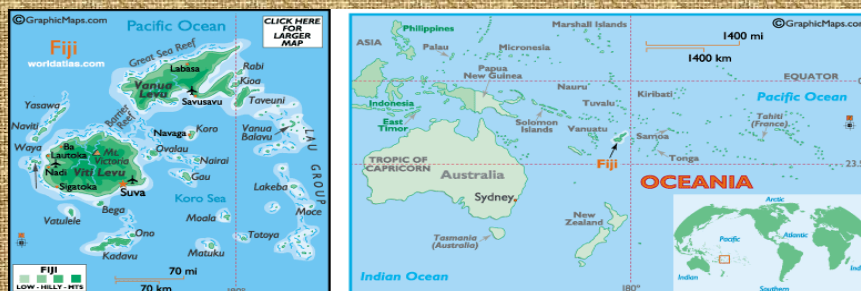 ©GraphicMaps.com
Pacific Ocean
CLICK HERE
FOR
LARGER
MAP
Fiji
worldatlas.com
Great Sea Reef
Labasa
Rabi
Kioa
Vanua
Levu
Savusavu
Taveuni
Yasawa
Barrier
Reef
Naviti
Navaga
Koro
Vanua
Balavu
LAU GROUP
Waya
Ba
Lautoka
Mt.
Victoria
Ovalau
Nairai
Nadi
Viti Levu
Gau
Sigatoka
Suva
Lakeba
Koro Sea
Bega
Moala
Moce
Vatulele
Ono
Totoya
Kadavu
Matuku
FIJI
LOW - HILLY - MTS
70 mi
70 km
180°
©GraphicMaps.com
Philippines
Marshall Islands
1400 mi
1400 km
ASIA
Palau
Micronesia
Papua
New Guinea
EQUATOR
Nauru
Kiribati
Pacific Ocean
Indonesia
Tuvalu
East
Timor
Solomon
Islands
Vanuatu
Samoa
Tahiti
(France)
TROPIC OF
CAPRICORN
Fiji
Tonga
23.5
Australia
OCEANIA
Sydney
New
Zealand
Tasmania
(Australia)
Indian Ocean
180°
Arctic
Pacific
Atlantic
Indian
Southern